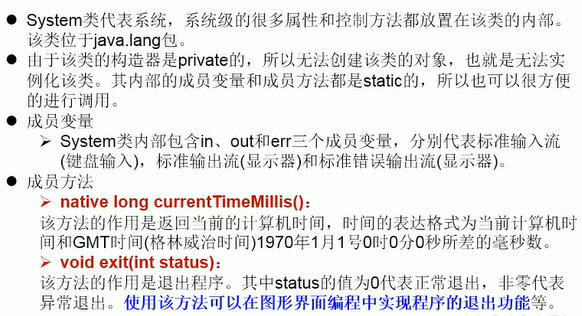 ● System类代表系统，系统级的很多属性和控制方法都放置在该类的内部。
该类位于java.lang包。
● 由于该类的构造器是private的，所以无法创建该类的对象，也就是无法实
例化该类。其内部的成员变量和成员方法都是static的，所以也可以很方便
的进行调用。
● 成员变量
➢ System类内部包含in、out和err三个成员变量，分别代表标准输入流
(键盘输入)，标准输出流(显示器)和标准错误输出流(显示器)。
● 成员方法
➢ native long currentTimeMillis()：
该方法的作用是返回当前的计算机时间，时间的表达格式为当前计算机时
间和GMT时间(格林威治时间)1970年1月1号0时0分0秒所差的毫秒数。
➢ void exit(int status)：
该方法的作用是退出程序。其中status的值为0代表正常退出，非零代表
异常退出。使用该方法可以在图形界面编程中实现程序的退出功能等。